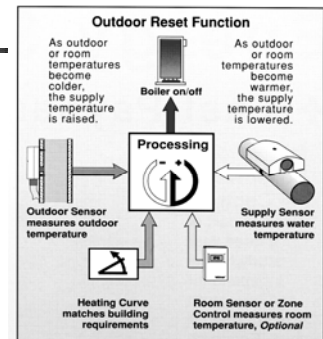 Outdoor Reset Function
As outdoor
or room
temperatures
become
colder,
the supply
temperature
is raised.
Boiler on/off
As outdoor
or room
temperatures
become
warmer,
the supply
temperature
is lowered.
Processing
Outdoor Sensor
measures outdoor
temperature
Supply Sensor
measures water
temperature
Heating Curve
matches building
requirements
Room Sensor or Zone
Control measures room
temperature, Optional